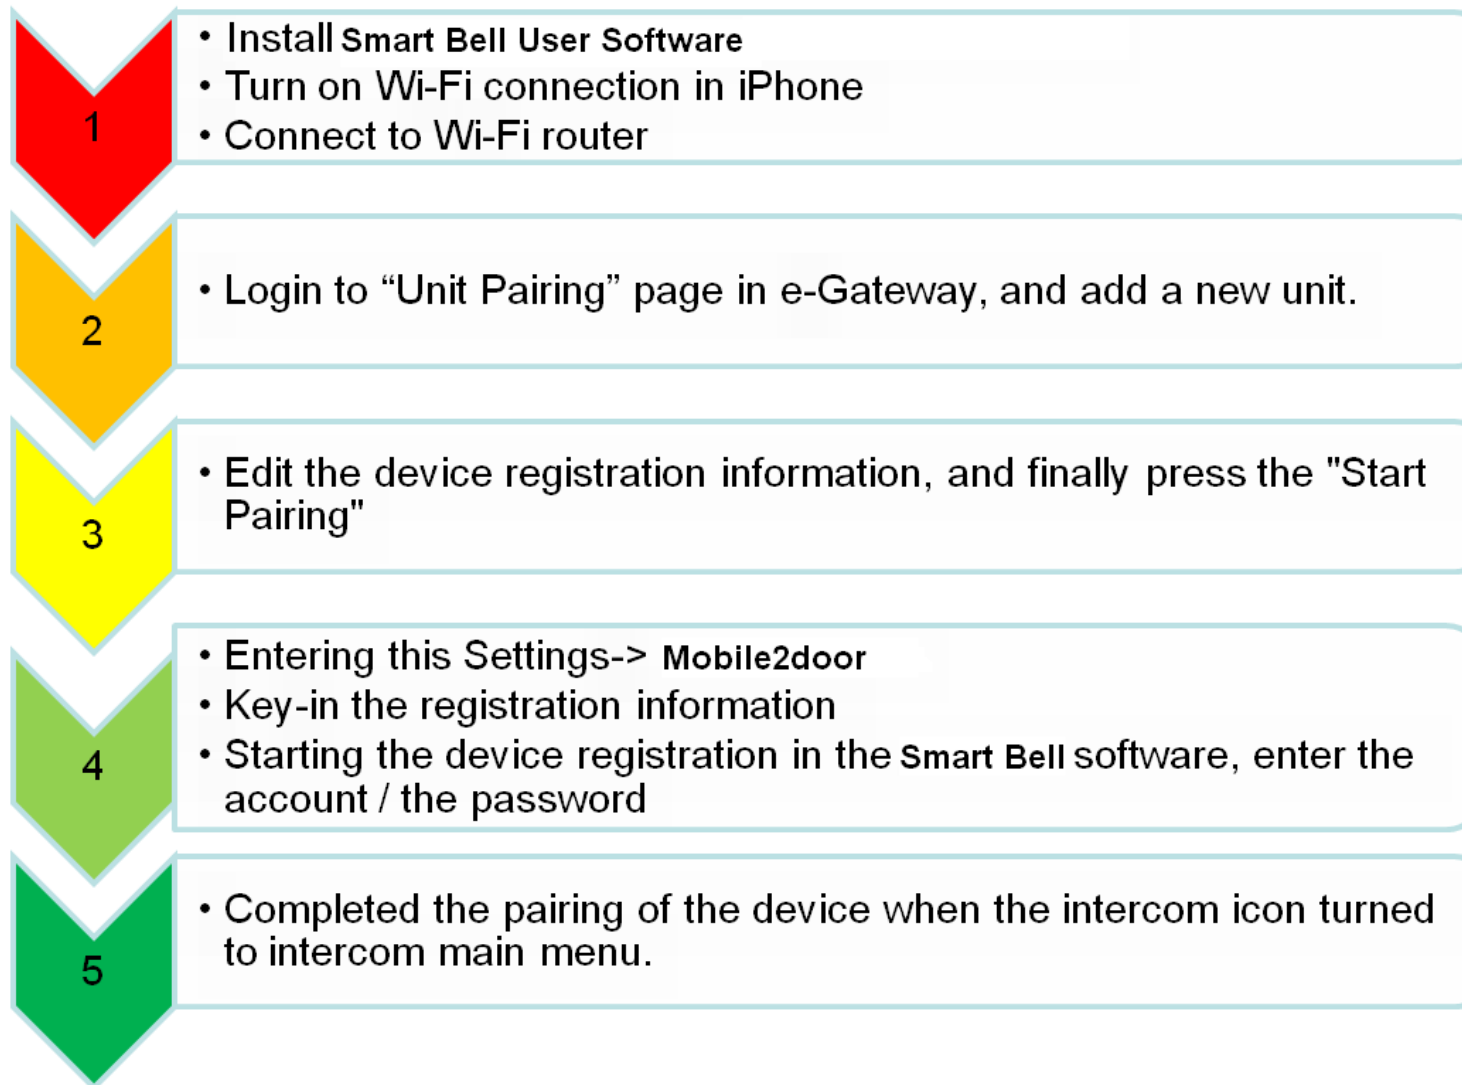 1
• Install Smart Bell User Software
• Turn on Wi-Fi connection in iPhone
• Connect to Wi-Fi router
2
• Login to “Unit Pairing” page in e-Gateway, and add a new unit.
3
• Edit the device registration information, and finally press the "Start
Pairing"
4
• Entering this Settings-> Mobile2door
• Key-in the registration information
• Starting the device registration in the Smart Bell software, enter the
account / the password
5
• Completed the pairing of the device when the intercom icon turned
to intercom main menu.